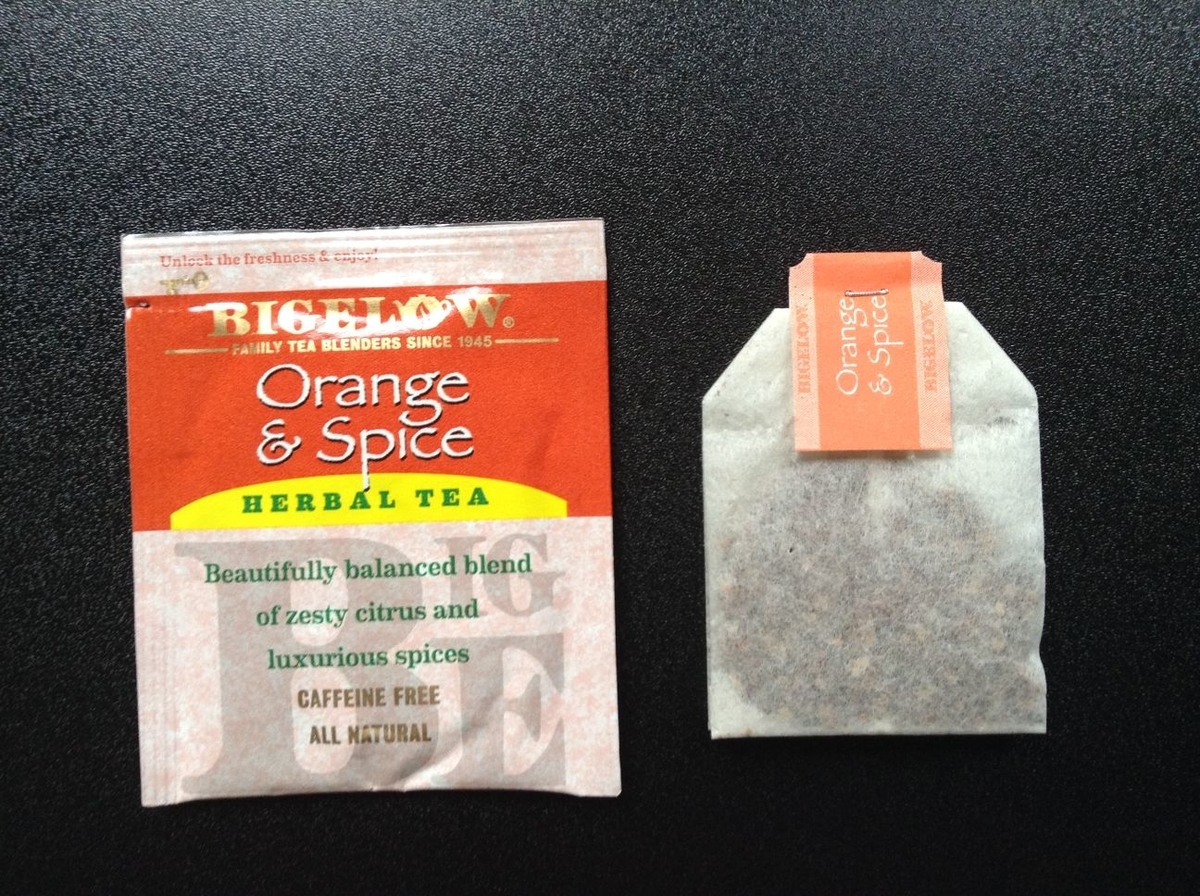 Unlock the freshness & enjoy!
BIGELOW®
FAMILY TEA BLENDERS SINCE 1945
Orange
& Spice
HERBAL TEA
BIG
E
Beautifully balanced blend
of zesty citrus and
luxurious spices
CAFFEINE FREE
ALL NATURAL
BIGELOW
Orange
& Spice
BIGELOW